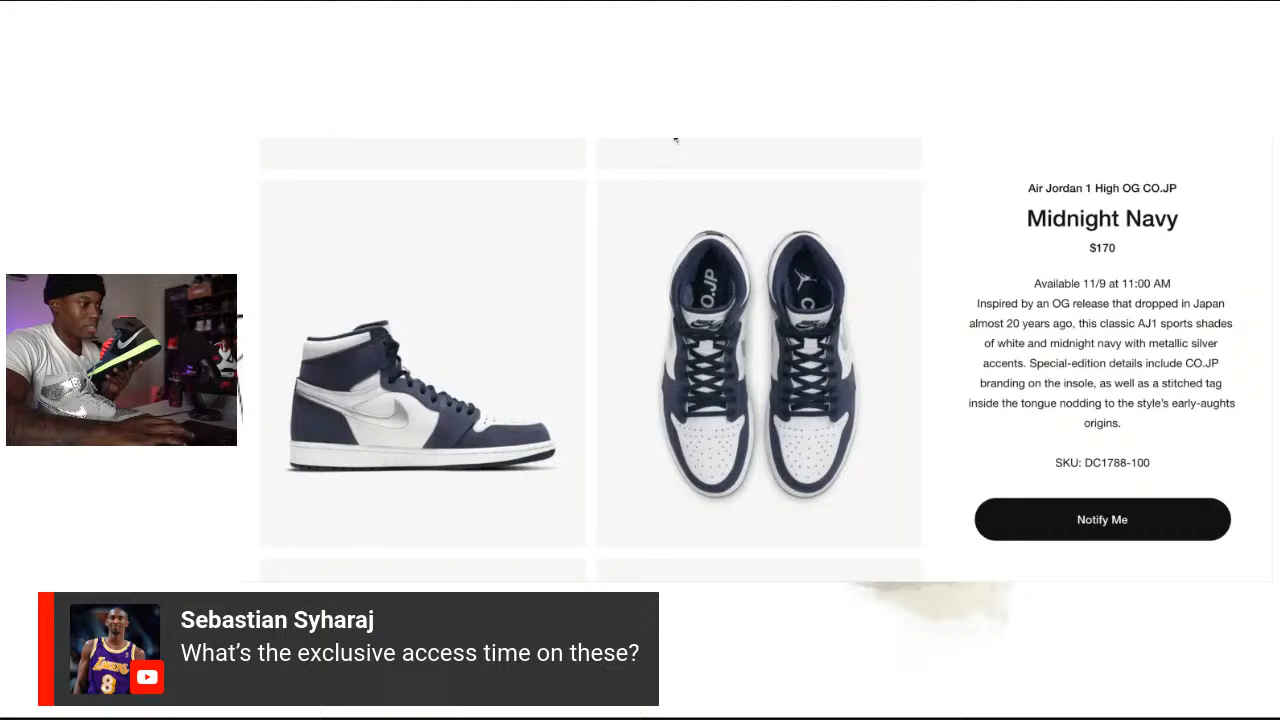 Air Jordan 1 High OG CO.JP
Midnight Navy
$170
Available 11/9 at 11:00 AM
Inspired by an OG release that dropped in Japan
almost 20 years ago, this classic AJ1 sports shades
of white and midnight navy with metallic silver
accents. Special-edition details include CO.JP
branding on the insole, as well as a stitched tag
inside the tongue nodding to the style's early-aughts
origins.
SKU: DC1788-100
Notify Me
O.JP
C
Sebastian Syharaj
What's the exclusive access time on these?
LAKERS
8